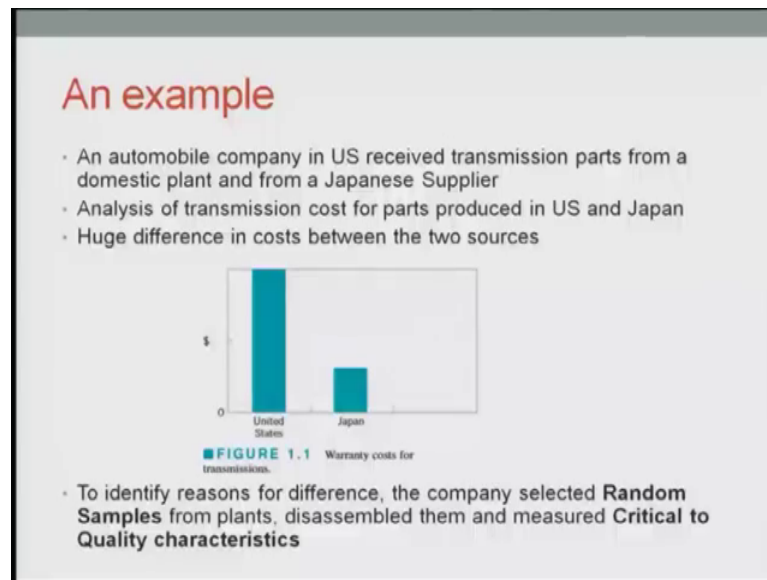 An example
· An automobile company in US received transmission parts from a
domestic plant and from a Japanese Supplier
· Analysis of transmission cost for parts produced in US and Japan
· Huge difference in costs between the two sources
$
0
United
States
Japan
■FIGURE 1.1 Warranty costs for
transmissions.
· To identify reasons for difference, the company selected Random
Samples from plants, disassembled them and measured Critical to
Quality characteristics